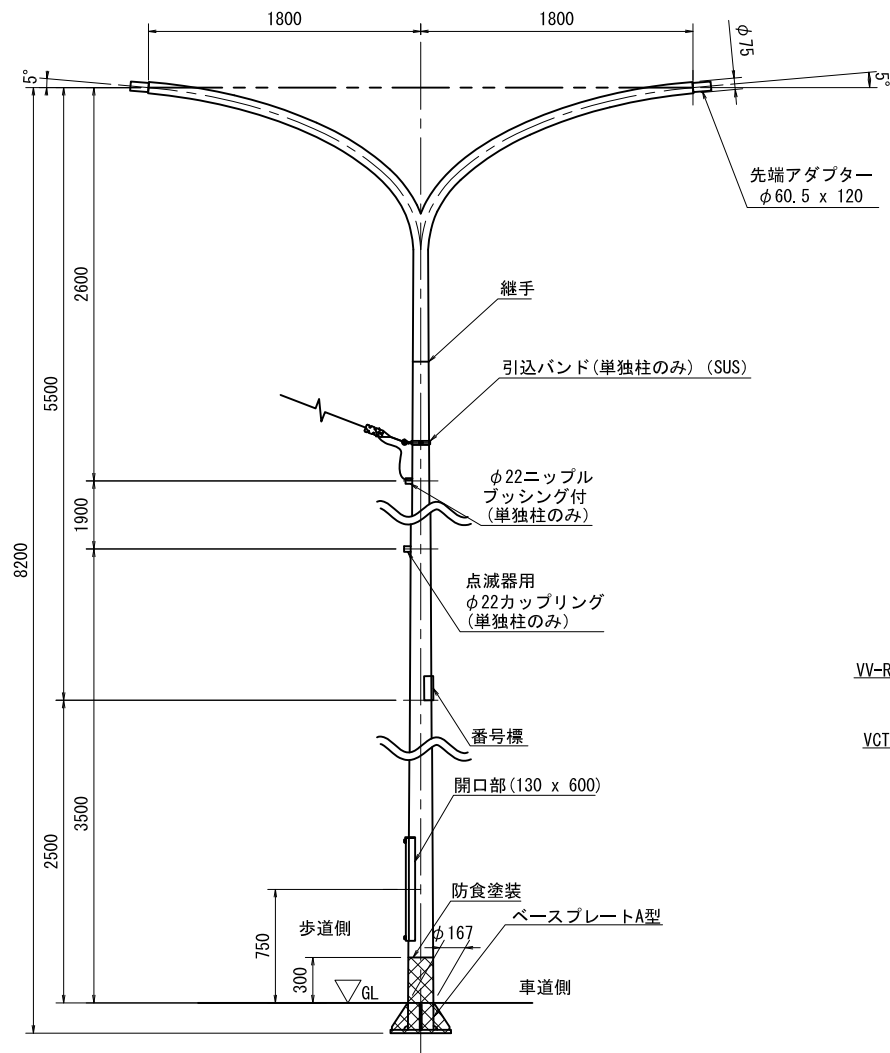 1800
1800
φ75
5°
5°
先端アダプター
φ60.5 x 120
2600
継手
引込バンド(単独柱のみ) (SUS)
5500
φ22ニップル
ブッシング付
(単独柱のみ)
1900
8200
点滅器用
φ22カップリング
(単独柱のみ)
VV-R
番号標
VCT
開口部(130 x 600)
3500
2500
防食塗装
ベースプレートA型
歩道側
φ167
750
300
GL
車道側